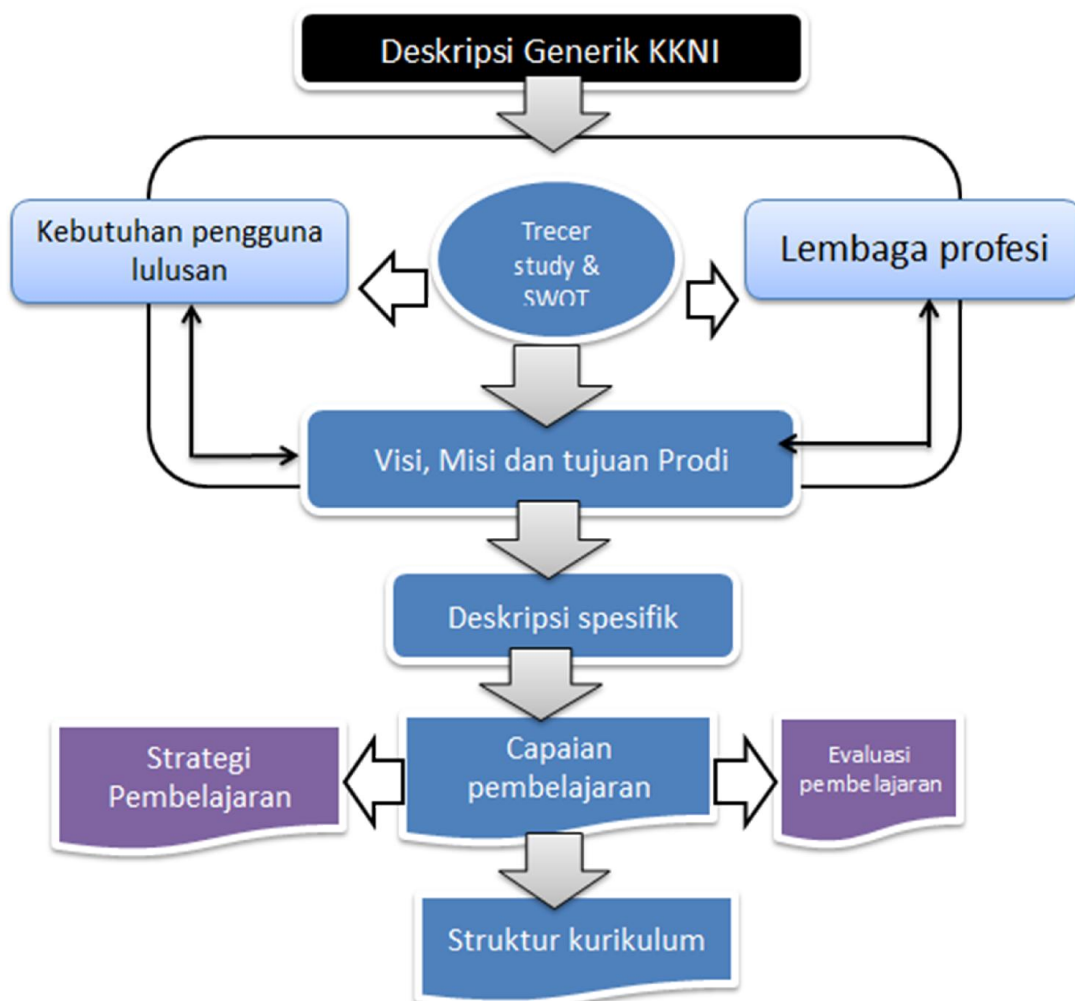 Deskripsi Generik KKNI
Kebutuhan pengguna
lulusan
Trecer
study &
SWOT
Lembaga profesi
Visi, Misi dan tujuan Prodi
Deskripsi spesifik
Strategi
Pembelajaran
Capaian
pembelajaran
Evaluasi
pembelajaran
Struktur kurikulum